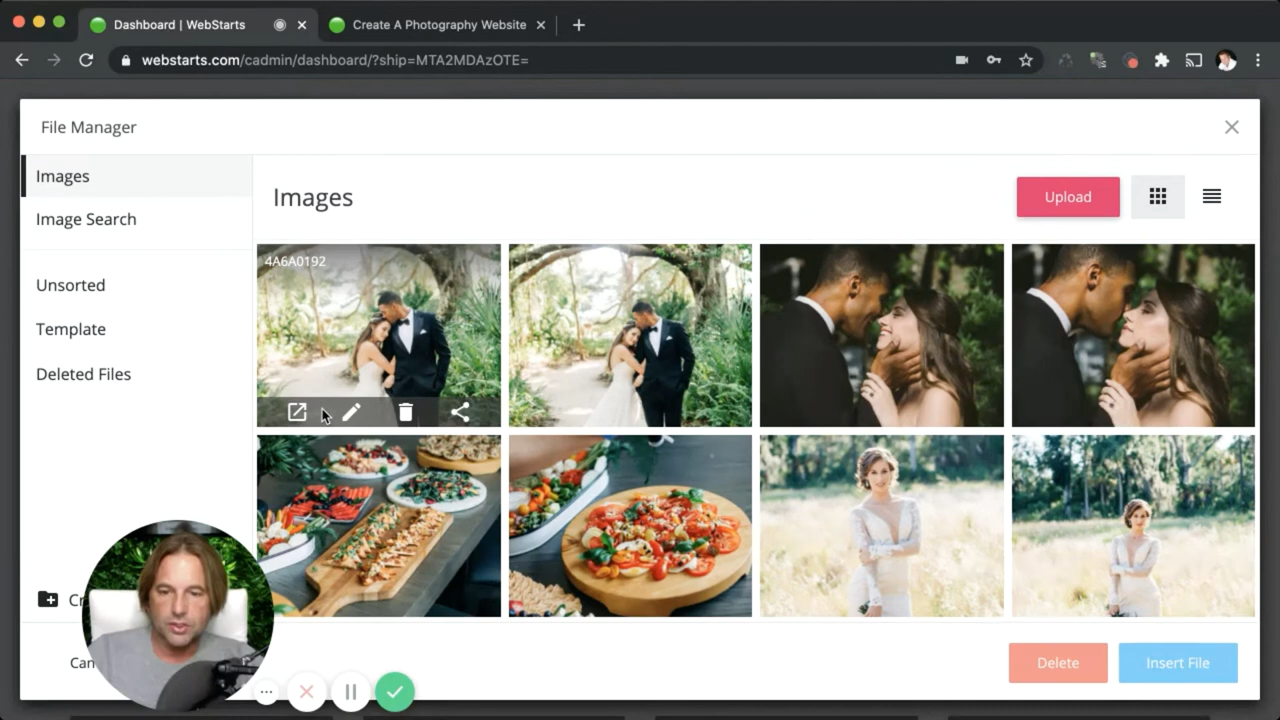 Dashboard | WebStarts
Create A Photography Website
webstarts.com/cadmin/dashboard/?ship=MTA2MDAzOTE=
File Manager
Images
Image Search
Unsorted
Template
Deleted Files
Images
Upload
4A6A0192
Delete
Insert File